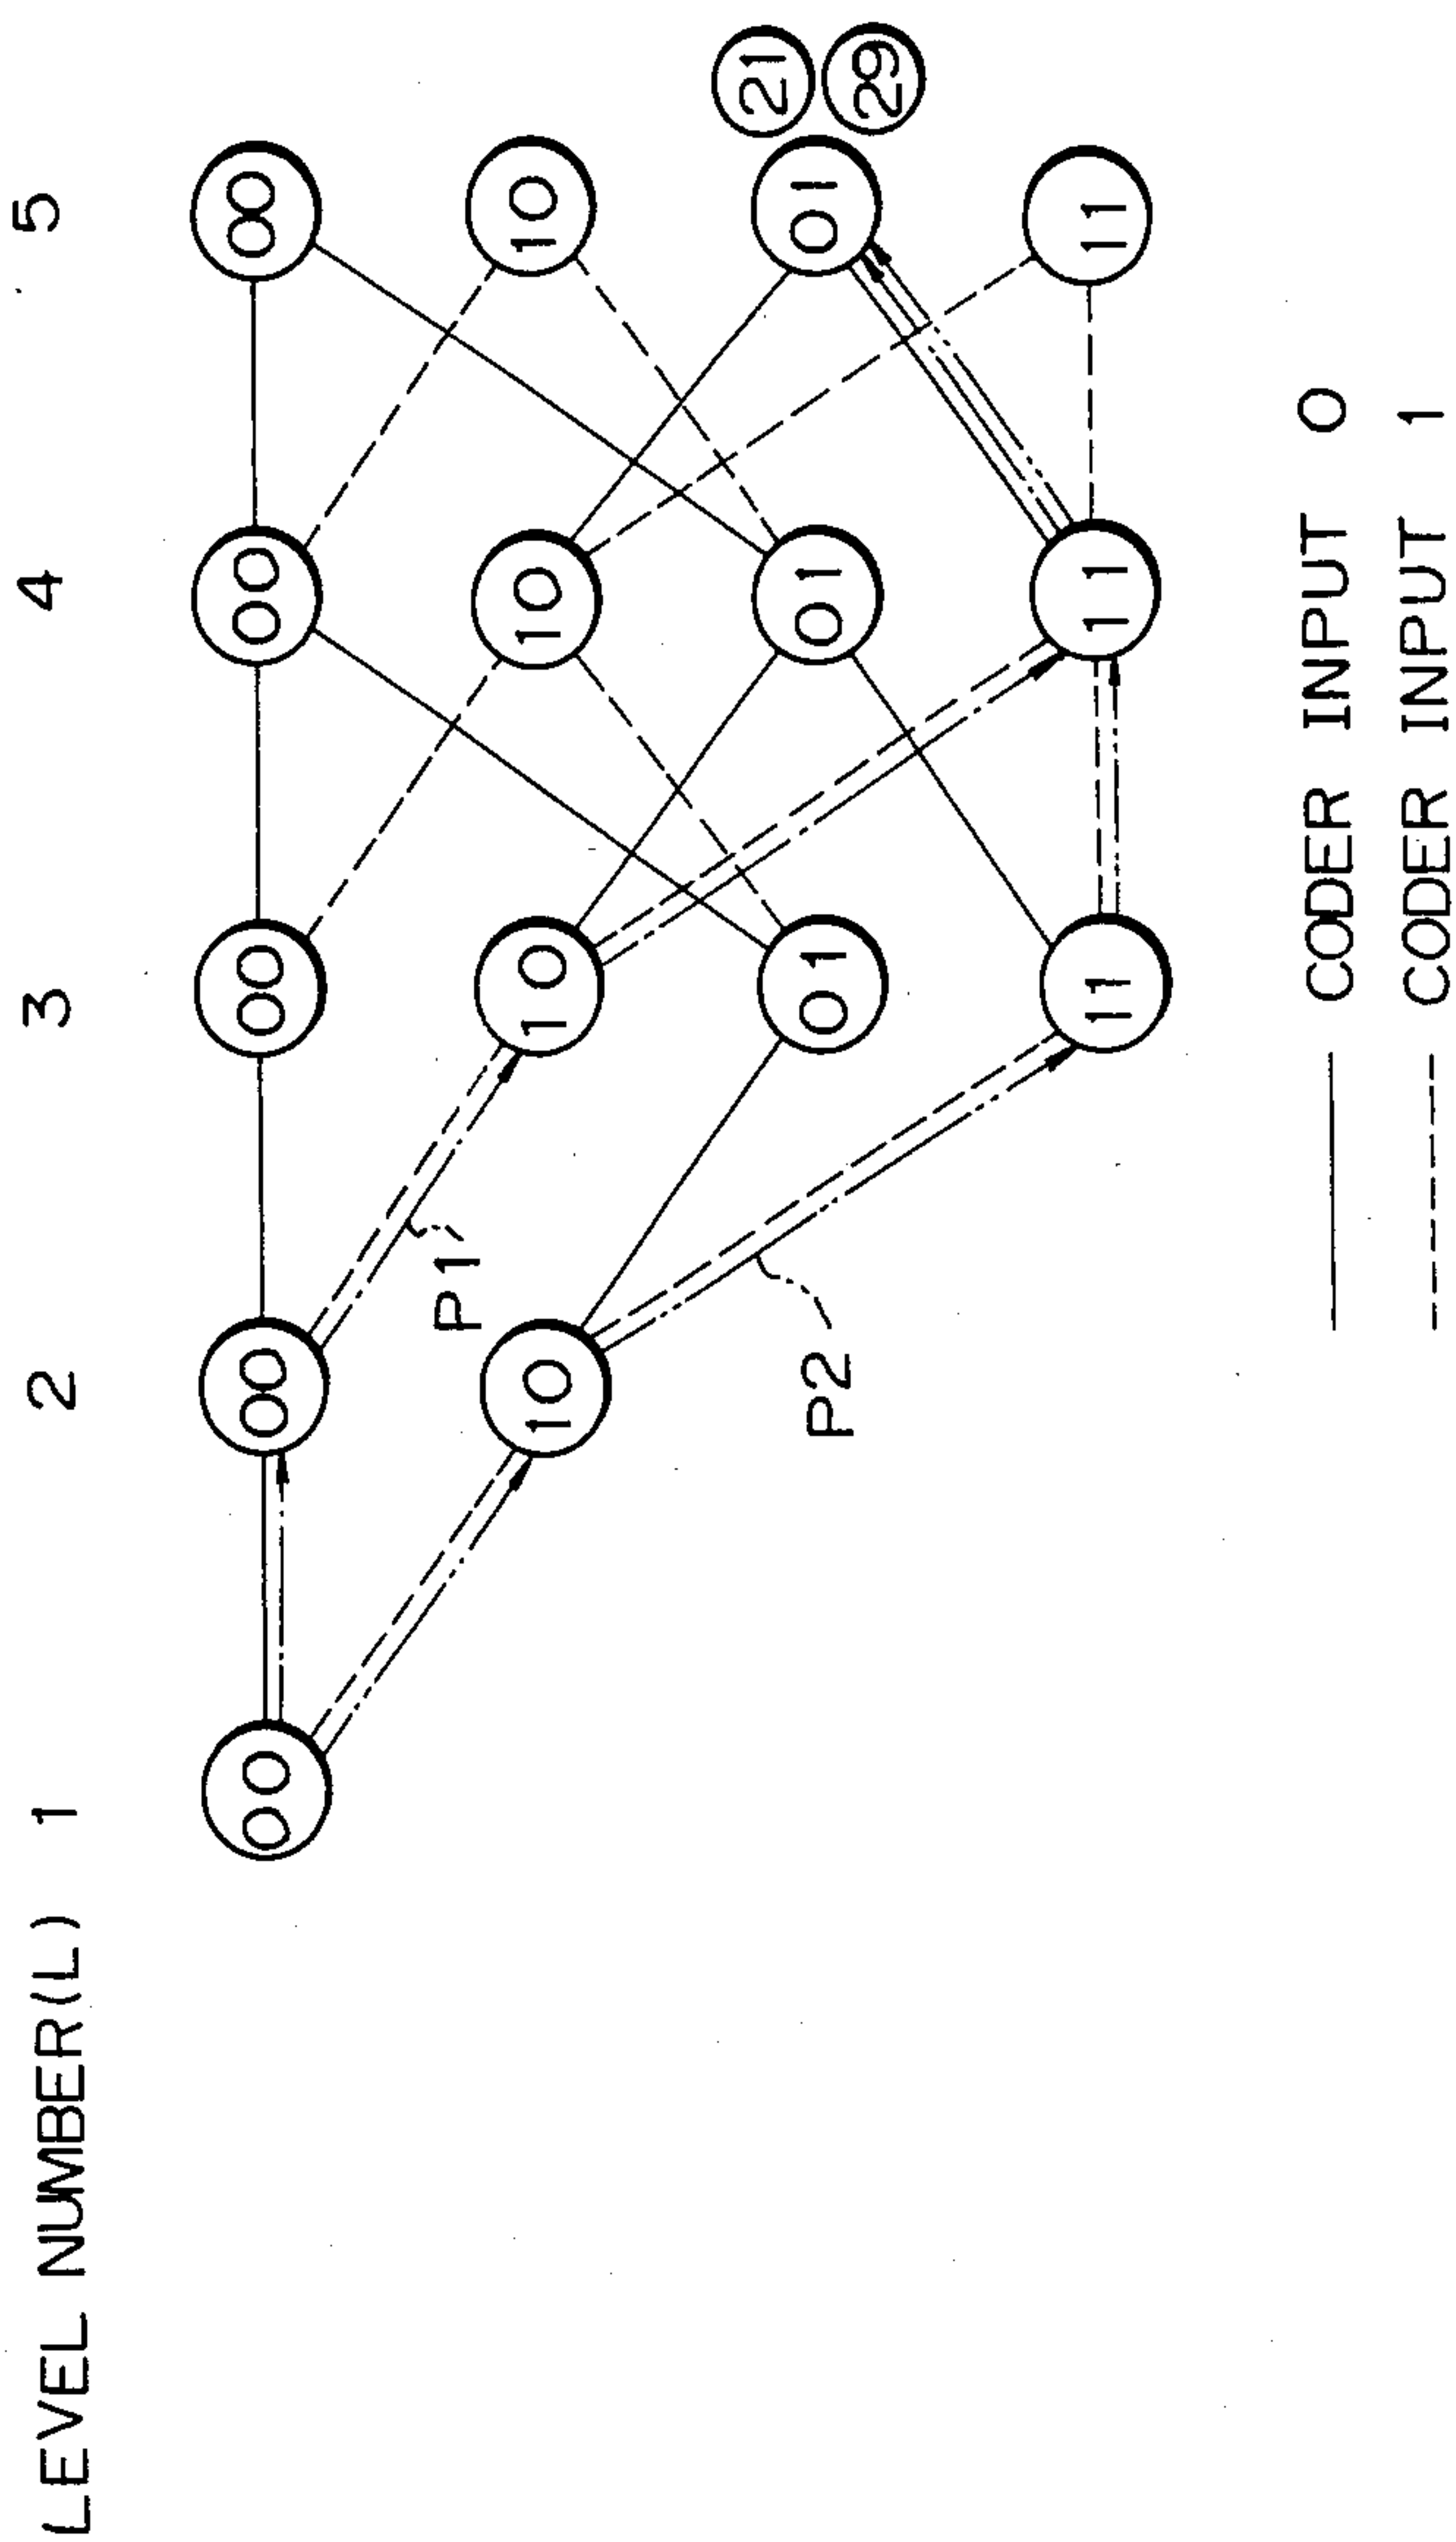 LEVEL NUMBER(L) 1 2 3 4 5
00 00 00 00 00
10 10 10 10
P1
21
29
01 01 01
P2
11 11 11
CODER INPUT 0
CODER INPUT 1